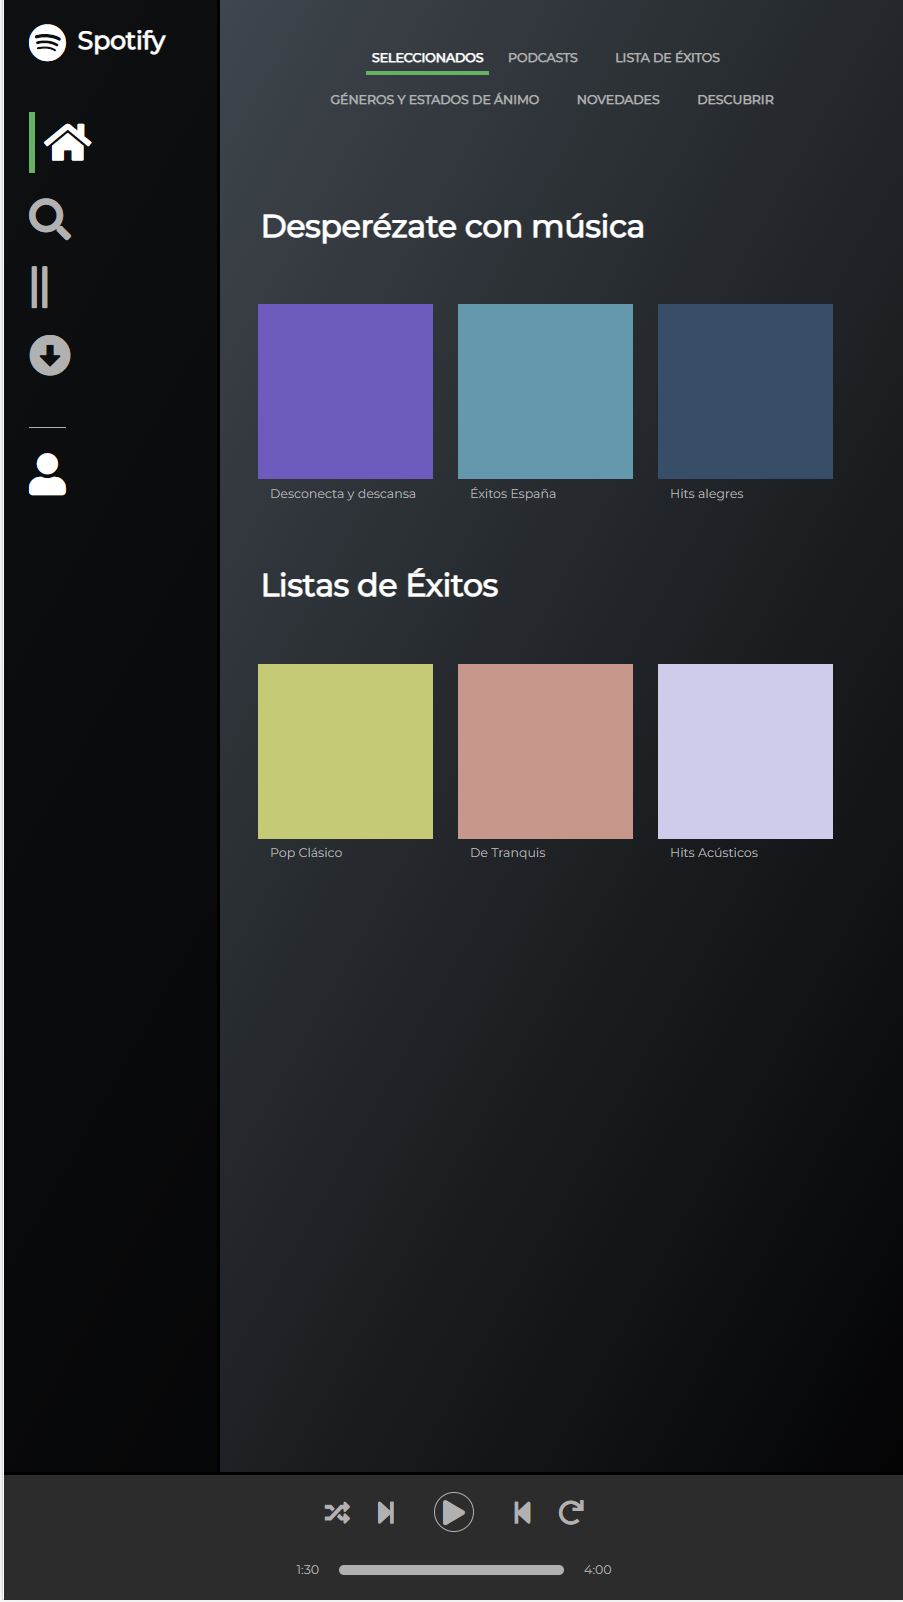 Spotify
SELECCIONADOS PODCASTS LISTA DE ÉXITOS
GÉNEROS Y ESTADOS DE ÁNIMO NOVEDADES DESCUBRIR
Desperézate con música
Desconecta y descansa Éxitos España Hits alegres
Listas de Éxitos
Pop Clásico De Tranquis Hits Acústicos
1:30 4:00